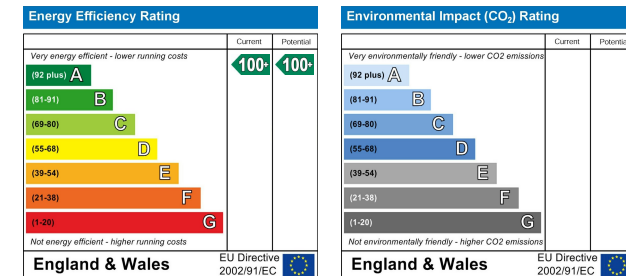 Energy Efficiency Rating
Current Potential
Very energy efficient - lower running costs
(92 plus) A
(81-91) B
(69-80) C
(55-68) D
(39-54) E
(21-38) F
(1-20) G
100+ 100+
Not energy efficient - higher running costs
England & Wales
EU Directive
2002/91/EC
Environmental Impact (CO₂) Rating
Current Potential
Very environmentally friendly - lower CO2 emissions
(92 plus) A
(81-91) B
(69-80) C
(55-68) D
(39-54) E
(21-38) F
(1-20) G
Not environmentally friendly - higher CO2 emissions
England & Wales
EU Directive
2002/91/EC